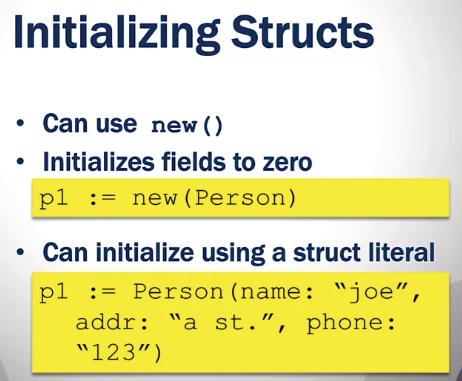 Initializing Structs
• Can use new()
• Initializes fields to zero
p1 := new(Person)
• Can initialize using a struct literal
p1 := Person(name: “joe”,
addr: “a st.”, phone:
“123”)